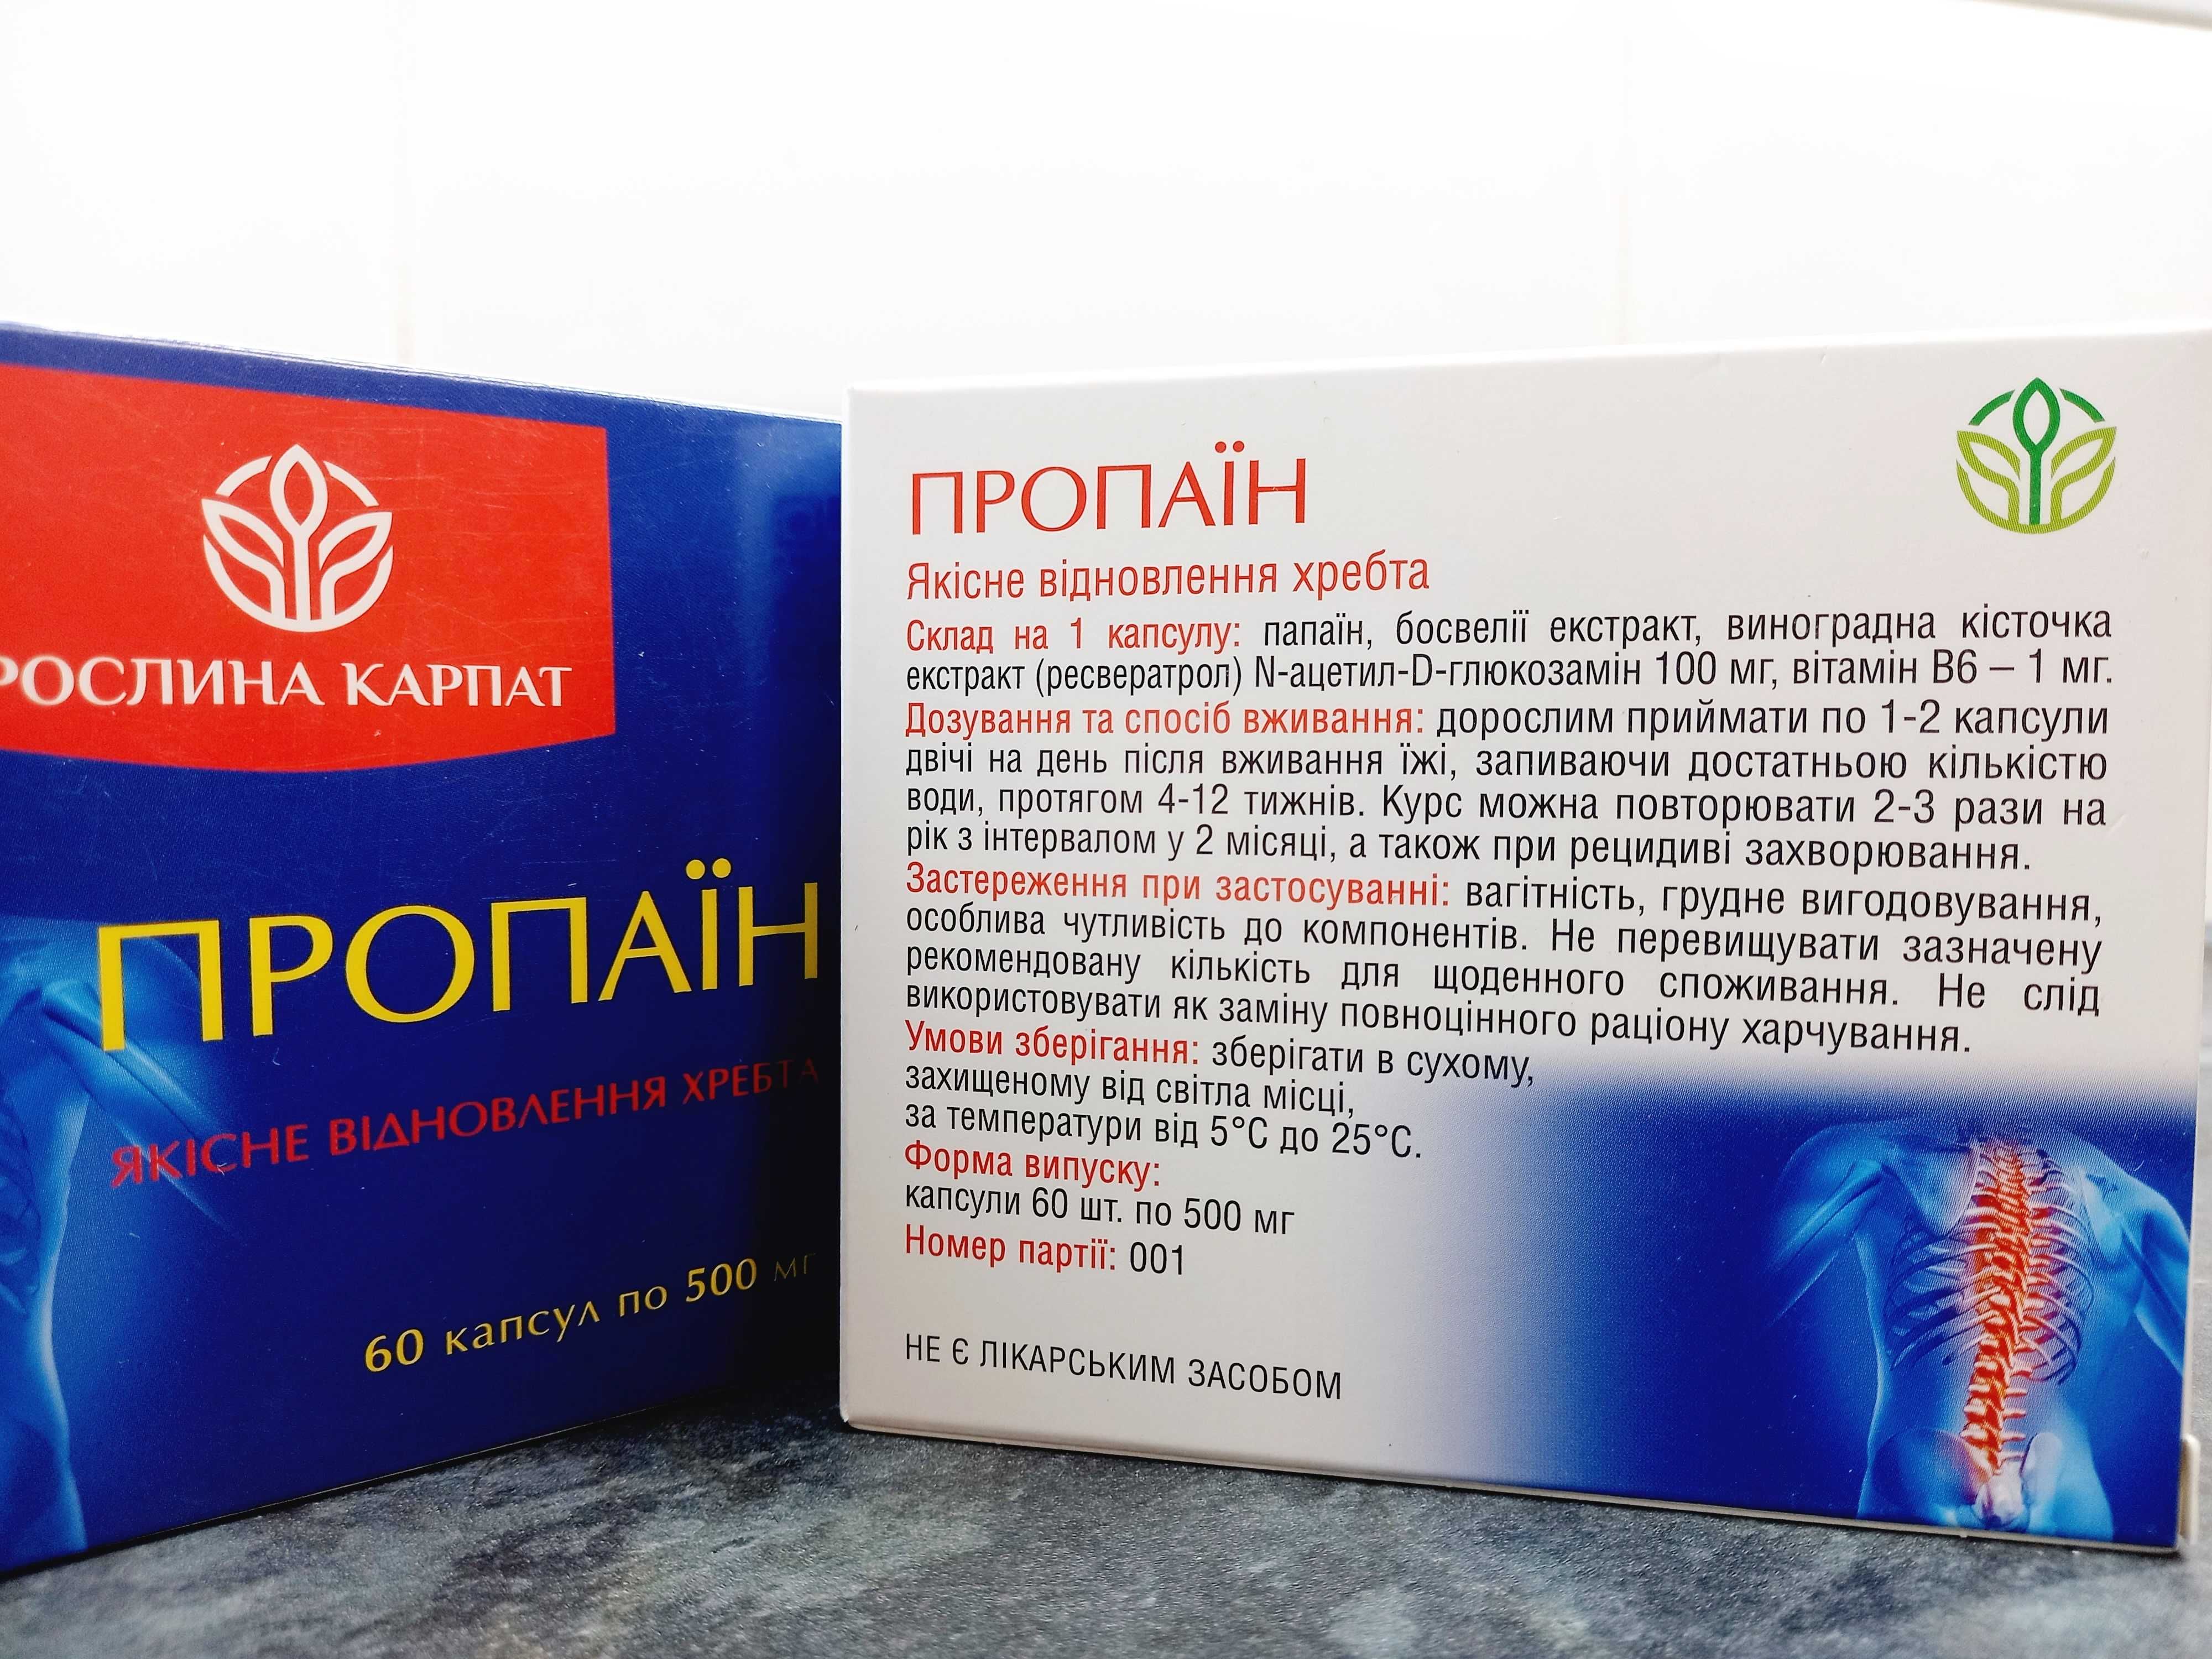 РОСЛИНА КАРПАТ
ПРОПАЇН
ЯКІСНЕ ВІДНОВЛЕННЯ ХРЕБТА
60 капсул по 500 мг
ПРОПАЇН
Якісне відновлення хребта
Склад на 1 капсулу: папаїн, босвелії екстракт, виноградна кісточка
екстракт (ресвератрол) N-ацетил-D-глюкозамін 100 мг, вітамін В6 – 1 мг.
Дозування та спосіб вживання: дорослим приймати по 1-2 капсули
двічі на день після вживання їжі, запиваючи достатньою кількістю
води, протягом 4-12 тижнів. Курс можна повторювати 2-3 рази на
рік з інтервалом у 2 місяці, а також при рецидиві захворювання.
Застереження при застосуванні: вагітність, грудне вигодовування,
особлива чутливість до компонентів. Не перевищувати зазначену
рекомендовану кількість для щоденного споживання. Не слід
використовувати як заміну повноцінного раціону харчування.
Умови зберігання: зберігати в сухому,
захищеному від світла місці,
за температури від 5°С до 25°С.
Форма випуску:
капсули 60 шт. по 500 мг
Номер партії: 001
НЕ Є ЛІКАРСЬКИМ ЗАСОБОМ